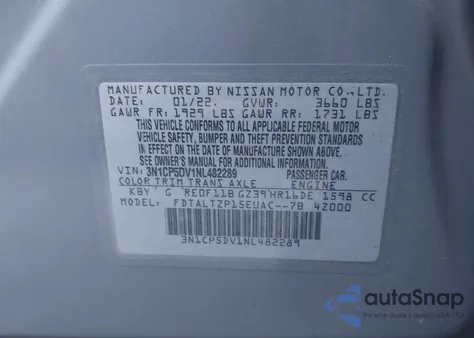 MANUFACTURED BY NISSAN MOTOR CO.,LTD.
DATE: 01/22. GVWR: 3660 LBS
GAWR FR: 1929 LBS GAWR RR: 1731 LBS
THIS VEHICLE CONFORMS TO ALL APPLICABLE FEDERAL MOTOR
VEHICLE SAFETY, BUMPER AND THEFT PREVENTION STANDARDS
IN EFFECT ON THE DATE OF MANUFACTURE SHOWN ABOVE.
SEE OWNER'S MANUAL FOR ADDITIONAL INFORMATION.
VIN: 3N1CP5DV1NL482289 PASSENGER CAR.
COLOR TRIM TRANS AXLE ENGINE
KBY G RE0F11B GZ39 HR16DE 1598 CC
MODEL: FDTALTZP15EUAC--7B 42000
3N1CP5DV1NL482289
autoSnap